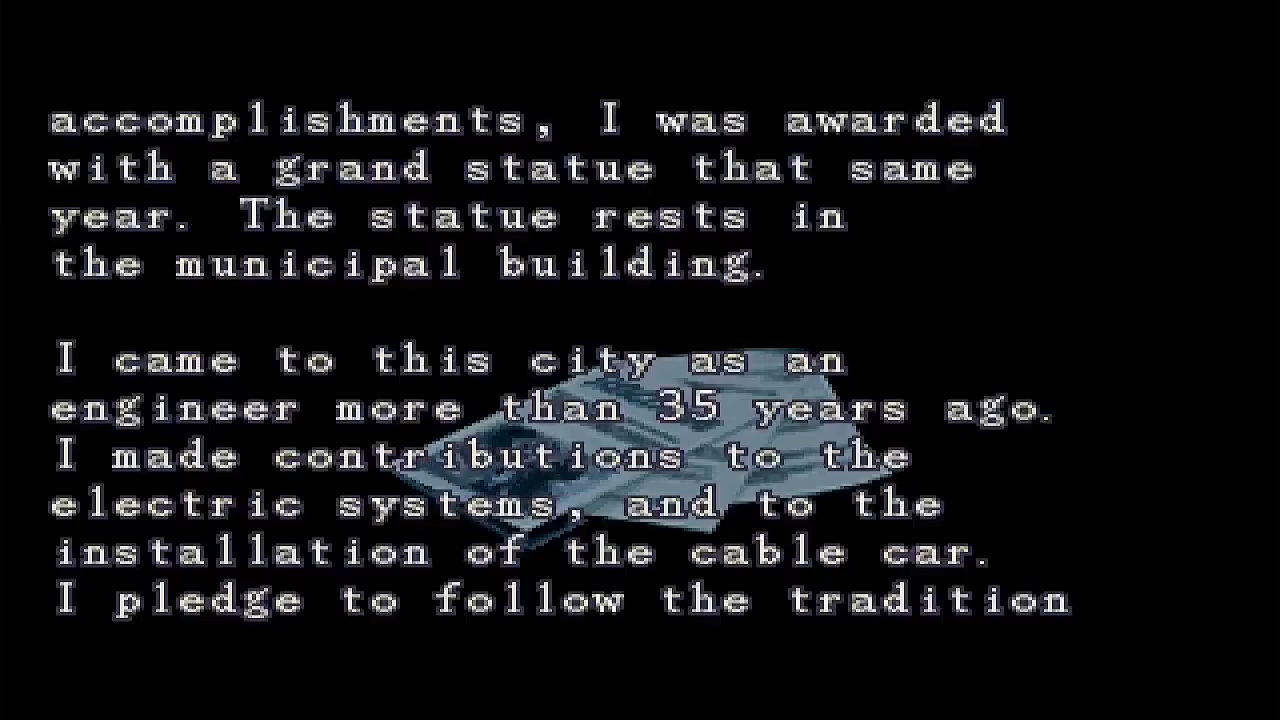 accomplishments, I was awarded
with a grand statue that same
year. The statue rests in
the municipal building.
I came to this city as an
engineer more than 35 years ago.
I made contributions to the
electric systems, and to the
installation of the cable car.
I pledge to follow the tradition